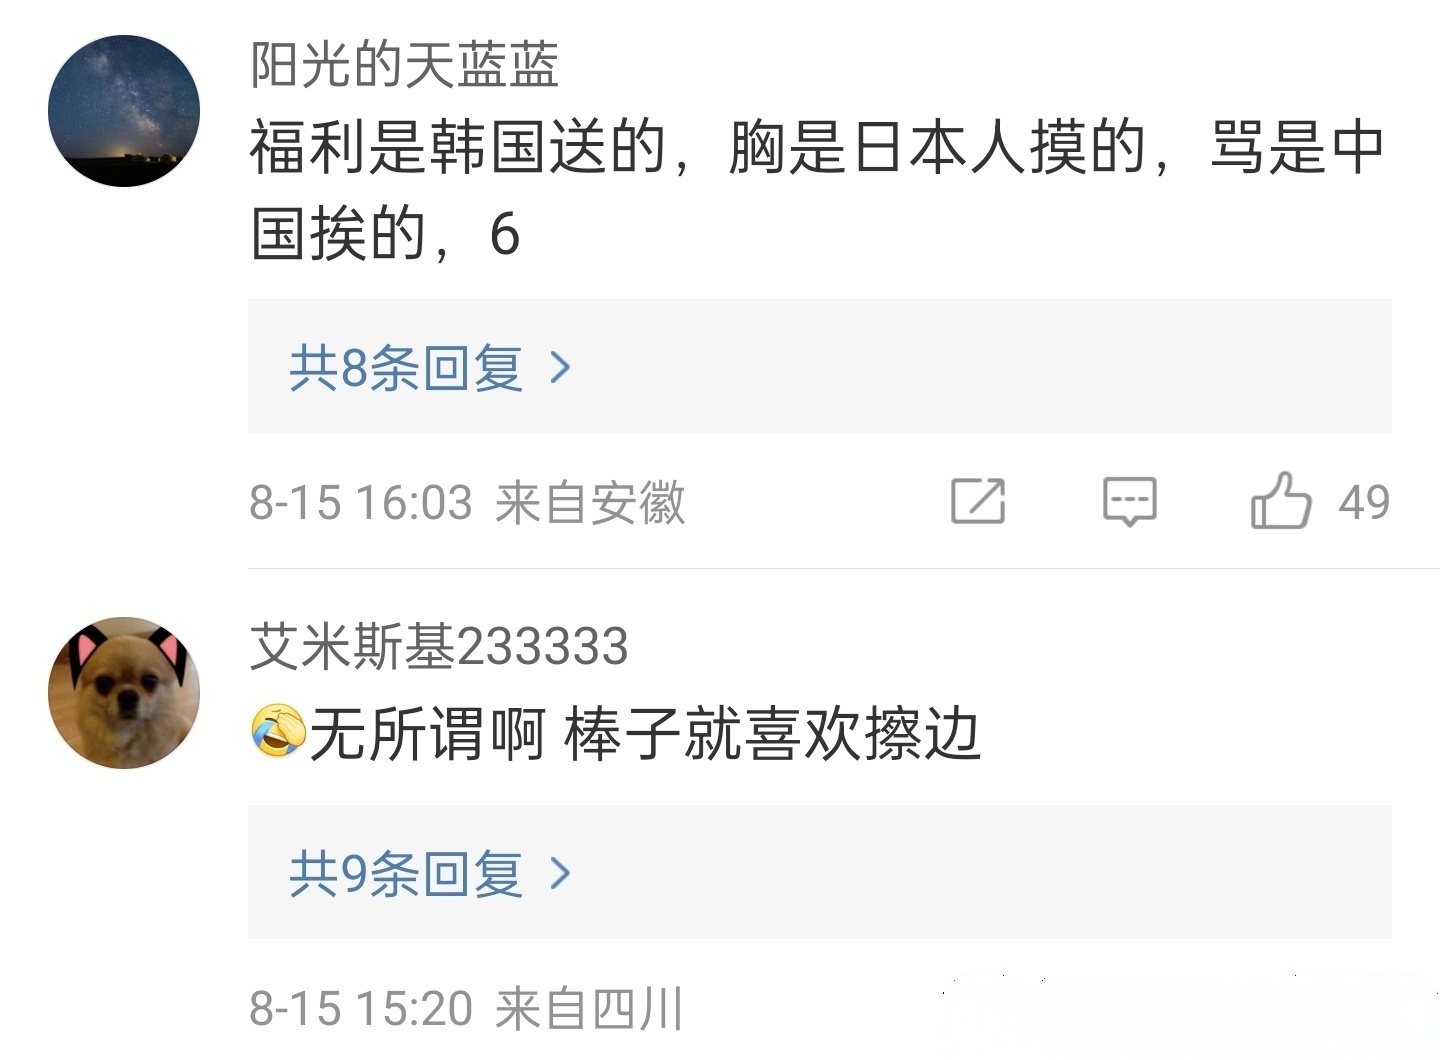 阳光的天蓝蓝
福利是韩国送的，胸是日本人摸的，骂是中
国挨的，6
共8条回复 >
8-15 16:03 来自安徽 49
艾米斯基233333
🤣无所谓啊 棒子就喜欢擦边
共9条回复 >
8-15 15:20 来自四川